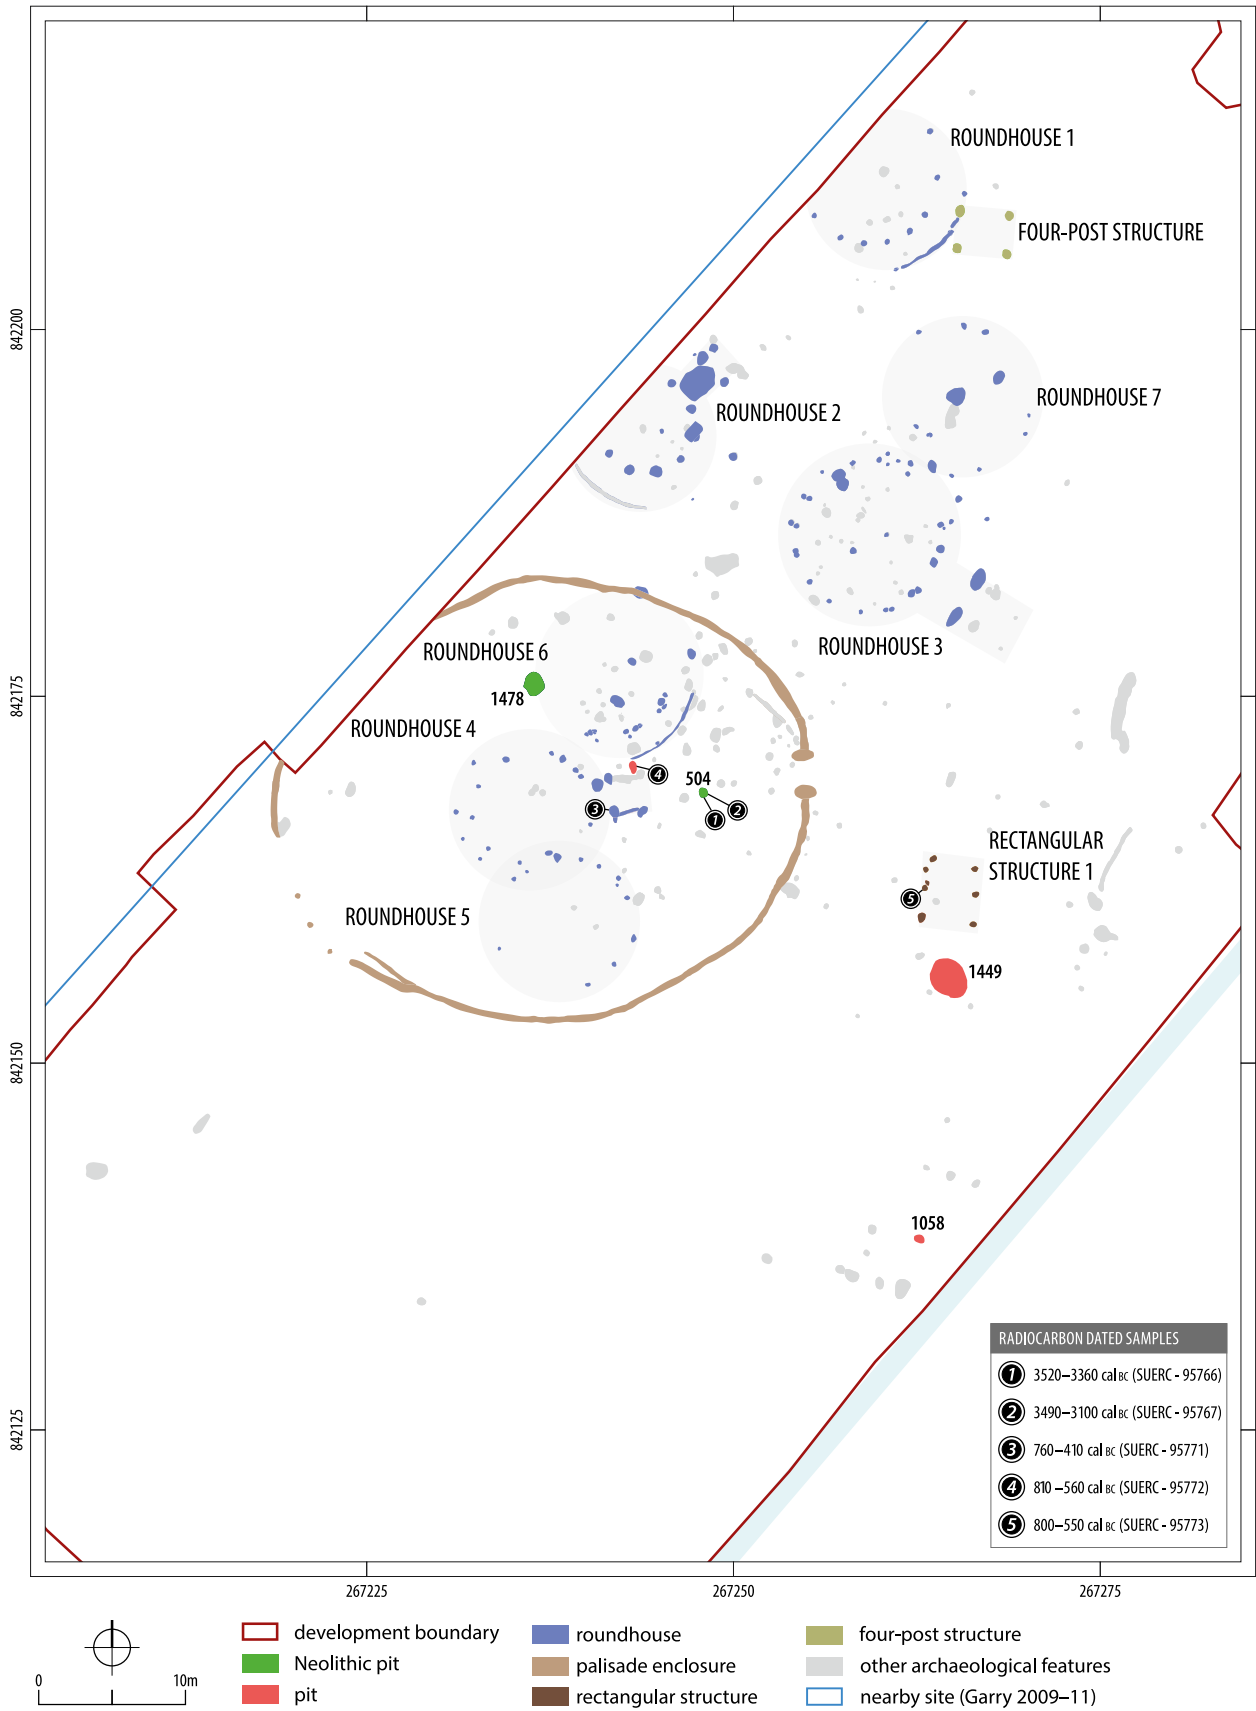 ROUNDHOUSE 1
FOUR-POST STRUCTURE
842200
ROUNDHOUSE 7
ROUNDHOUSE 2
ROUNDHOUSE 3
ROUNDHOUSE 6
842175
1478
ROUNDHOUSE 4
4
504
3
1
2
RECTANGULAR
STRUCTURE 1
5
ROUNDHOUSE 5
1449
842150
1058
RADIOCARBON DATED SAMPLES
1 3520–3360 cal BC (SUERC - 95766)
2 3490–3100 cal BC (SUERC - 95767)
3 760–410 cal BC (SUERC - 95771)
4 810 –560 cal BC (SUERC - 95772)
5 800–550 cal BC (SUERC - 95773)
842125
267225
267250
267275
0
10m
development boundary
Neolithic pit
pit
roundhouse
palisade enclosure
rectangular structure
four-post structure
other archaeological features
nearby site (Garry 2009–11)